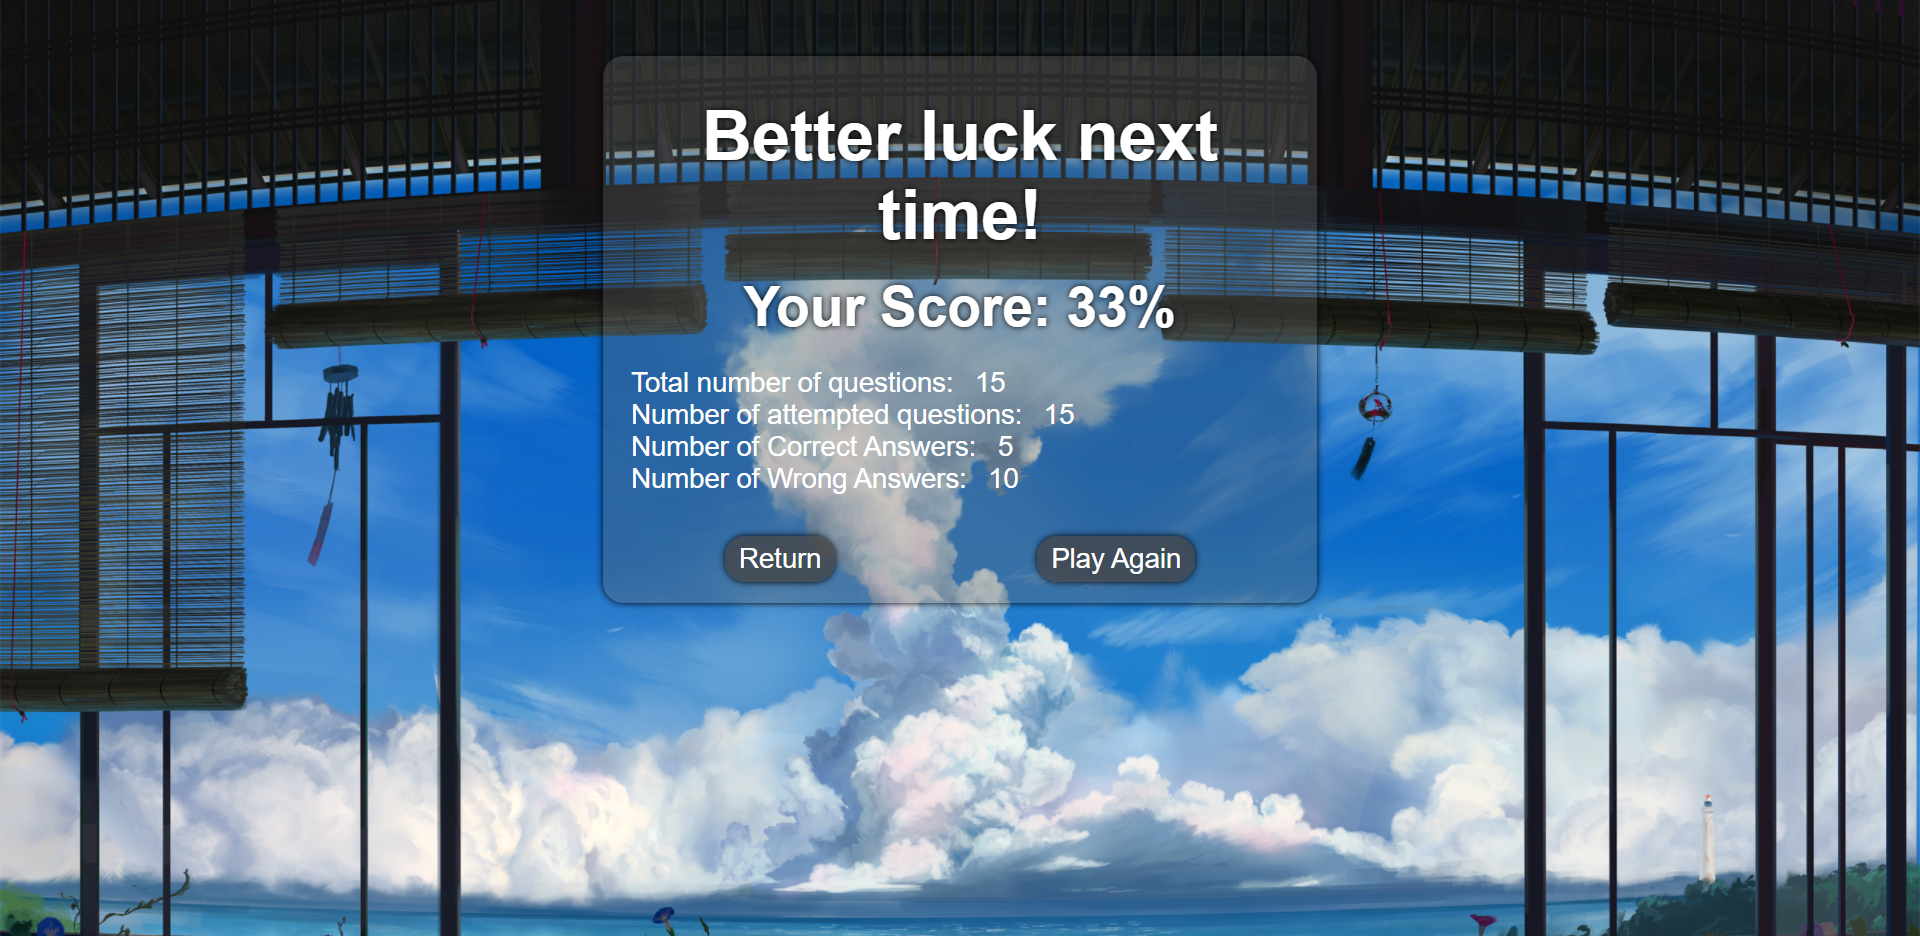 Better luck next
time!
Your Score: 33%
Total number of questions: 15
Number of attempted questions: 15
Number of Correct Answers: 5
Number of Wrong Answers: 10
Return
Play Again